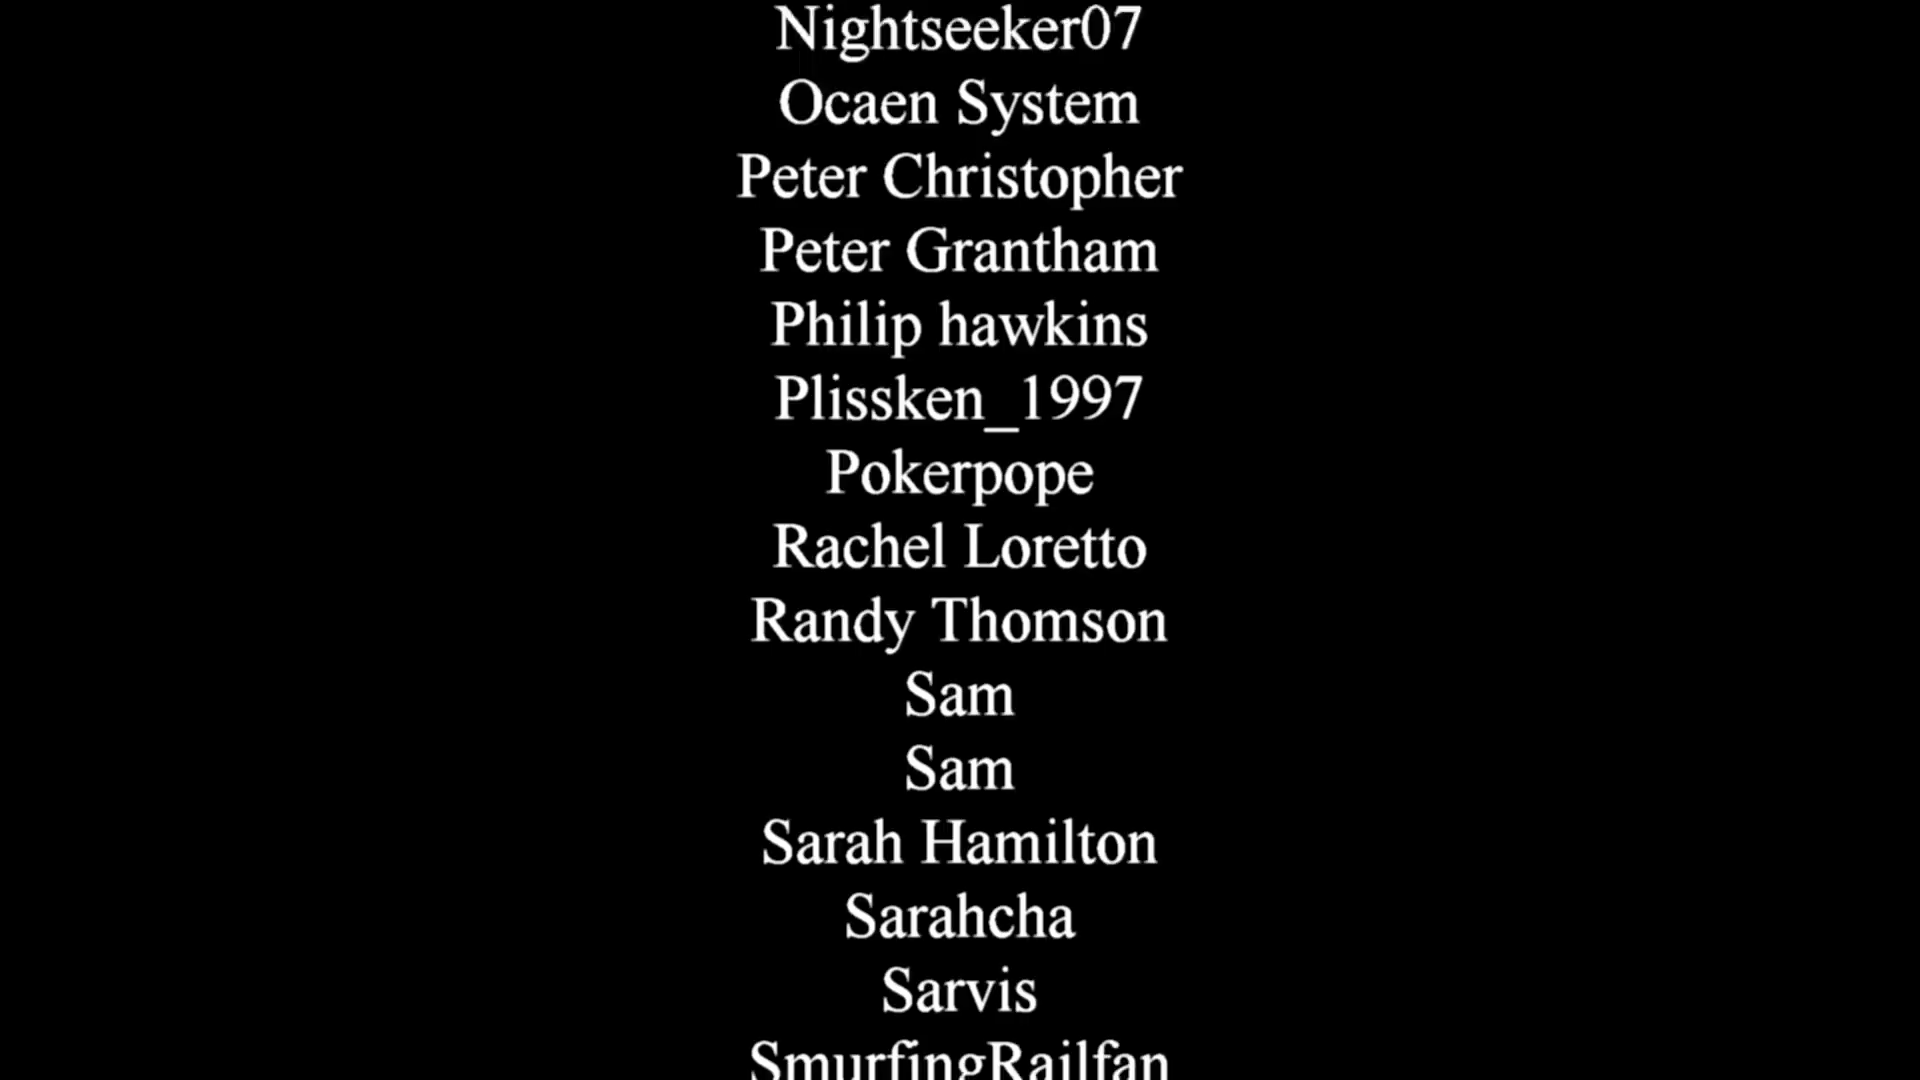 Nightseeker07
Ocaen System
Peter Christopher
Peter Grantham
Philip hawkins
Plissken_1997
Pokerpope
Rachel Loretto
Randy Thomson
Sam
Sam
Sarah Hamilton
Sarahcha
Sarvis
SmurfingRailfan